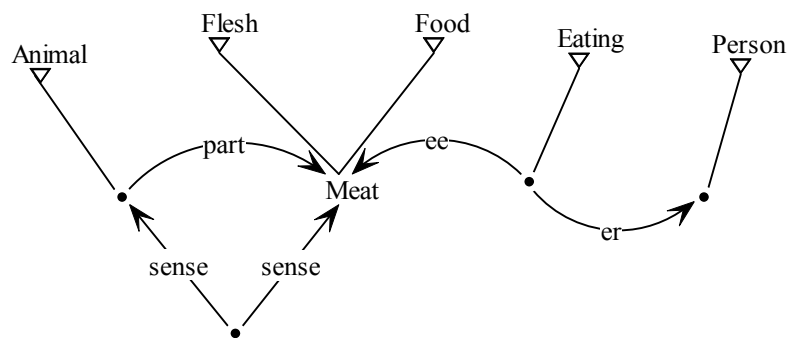 Animal
Flesh
Food
Eating
Person
part
ee
Meat
er
sense
sense